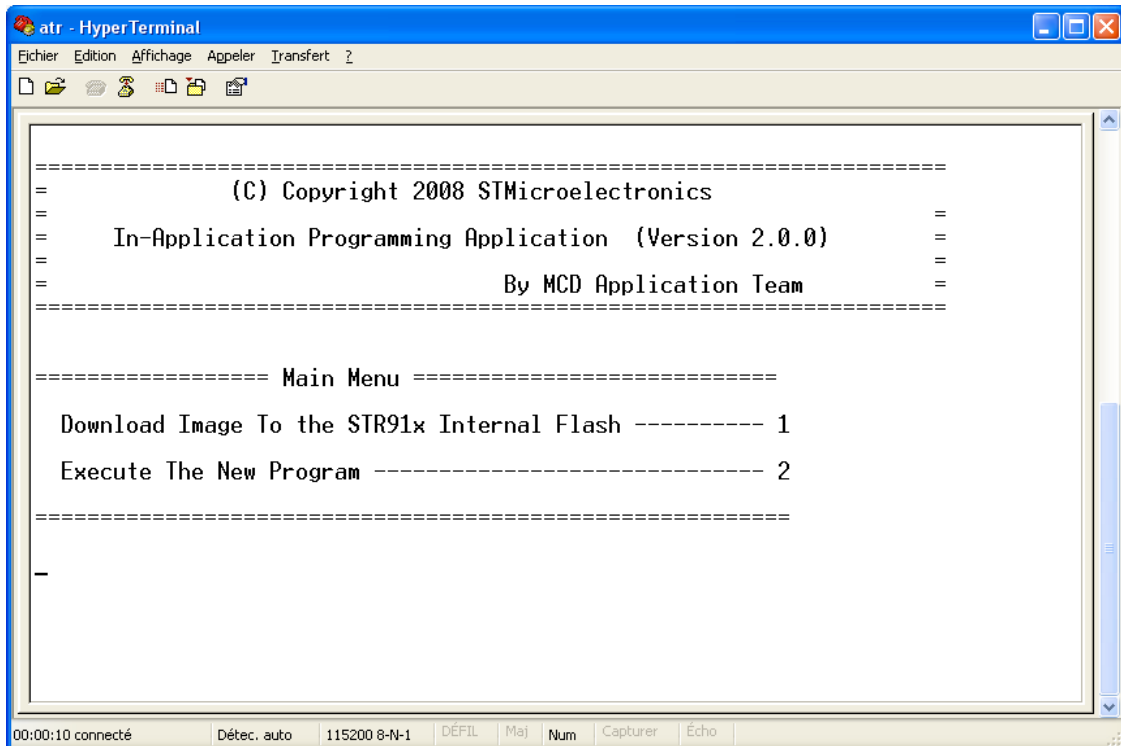 atr - HyperTerminal
Fichier Edition Affichage Appeler Transfert ?
======================================================================
= (C) Copyright 2008 STMicroelectronics
= =
= In-Application Programming Application (Version 2.0.0) =
= =
= By MCD Application Team =
======================================================================
================== Main Menu ============================
Download Image To the STR91x Internal Flash ---------- 1
Execute The New Program ------------------------------ 2
==========================================================
_
00:00:10 connecté Détec. auto 115200 8-N-1 DÉFIL Maj Num Capturer Écho